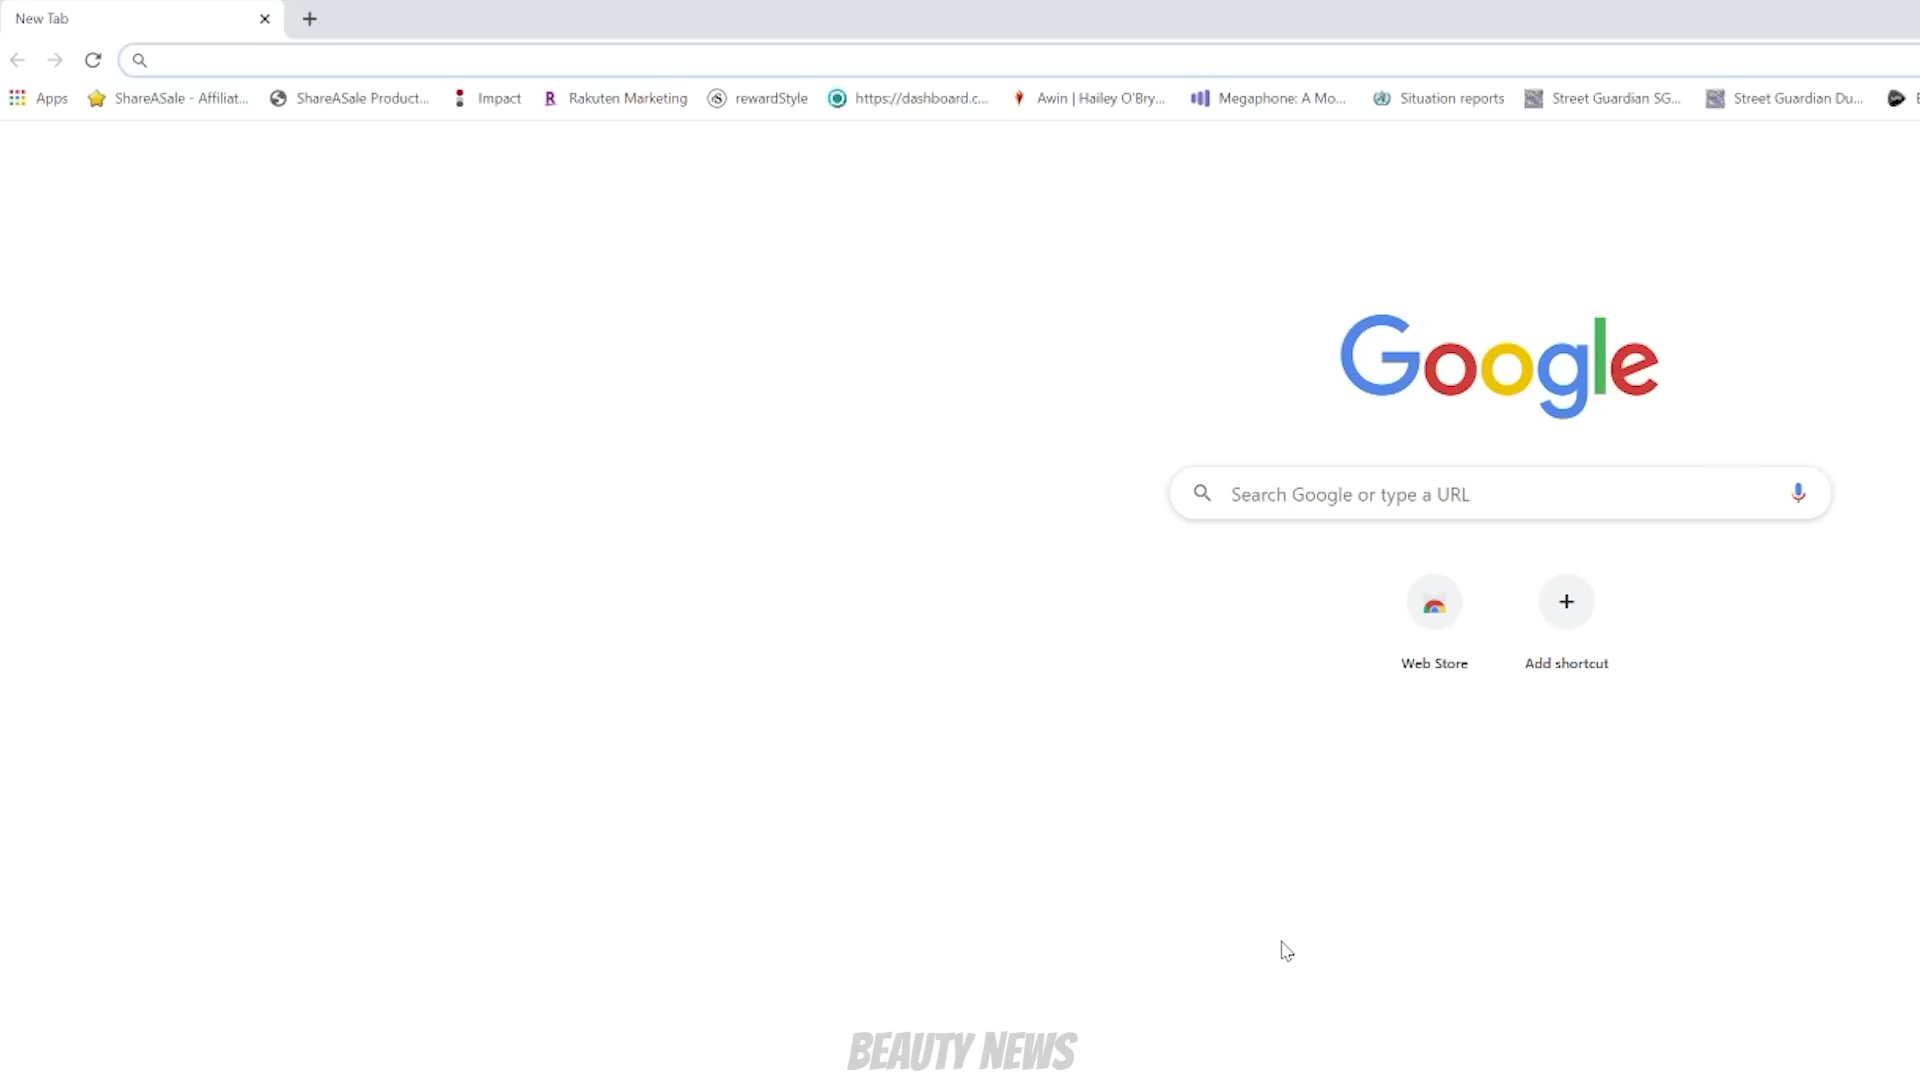 New Tab
Apps ShareASale - Affiliat... ShareASale Product... Impact Rakuten Marketing rewardStyle https://dashboard.c... Awin | Hailey O'Bry... Megaphone: A Mo... Situation reports Street Guardian SG... Street Guardian Du...
Google
Search Google or type a URL
Web Store Add shortcut
BEAUTY NEWS